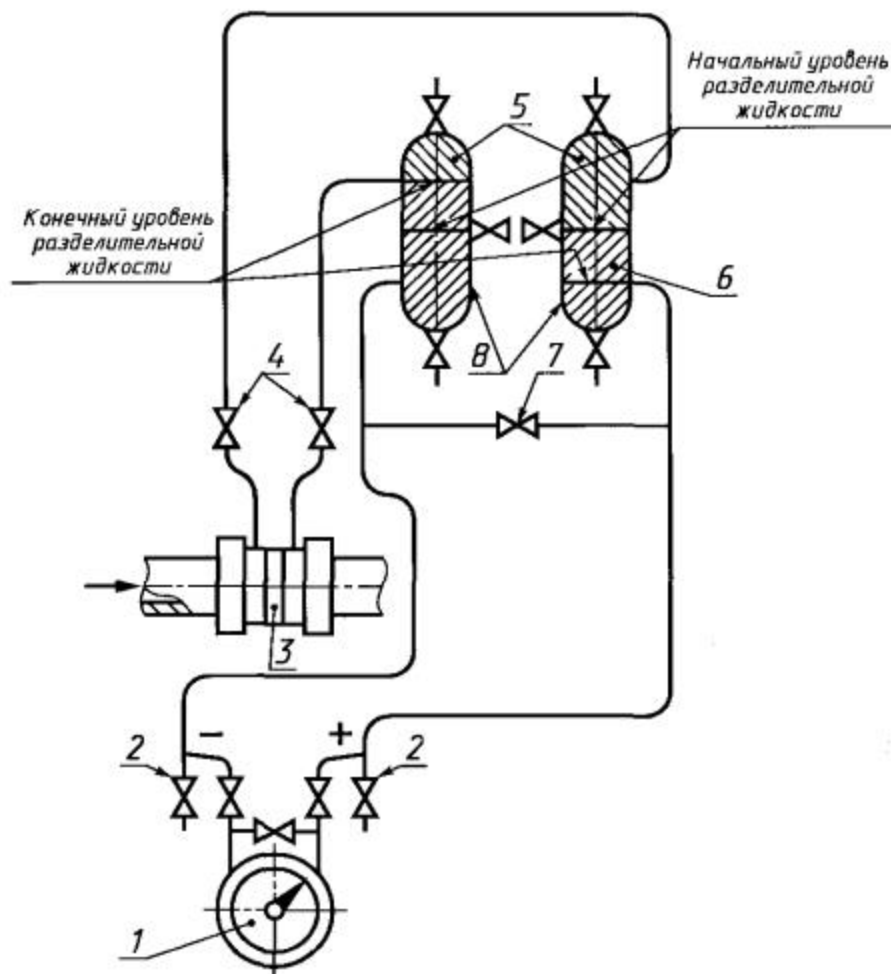 Начальный уровень
разделительной
жидкости
5
Конечный уровень
разделительной
жидкости
6
8
7
4
3
− +
2
2
1